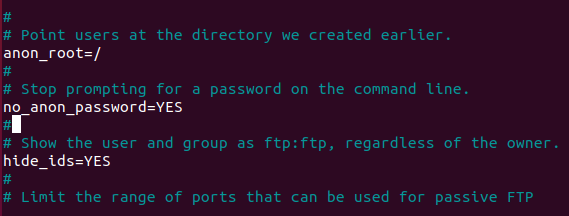 #
# Point users at the directory we created earlier.
anon_root=/
#
# Stop prompting for a password on the command line.
no_anon_password=YES
#
# Show the user and group as ftp:ftp, regardless of the owner.
hide_ids=YES
#
# Limit the range of ports that can be used for passive FTP